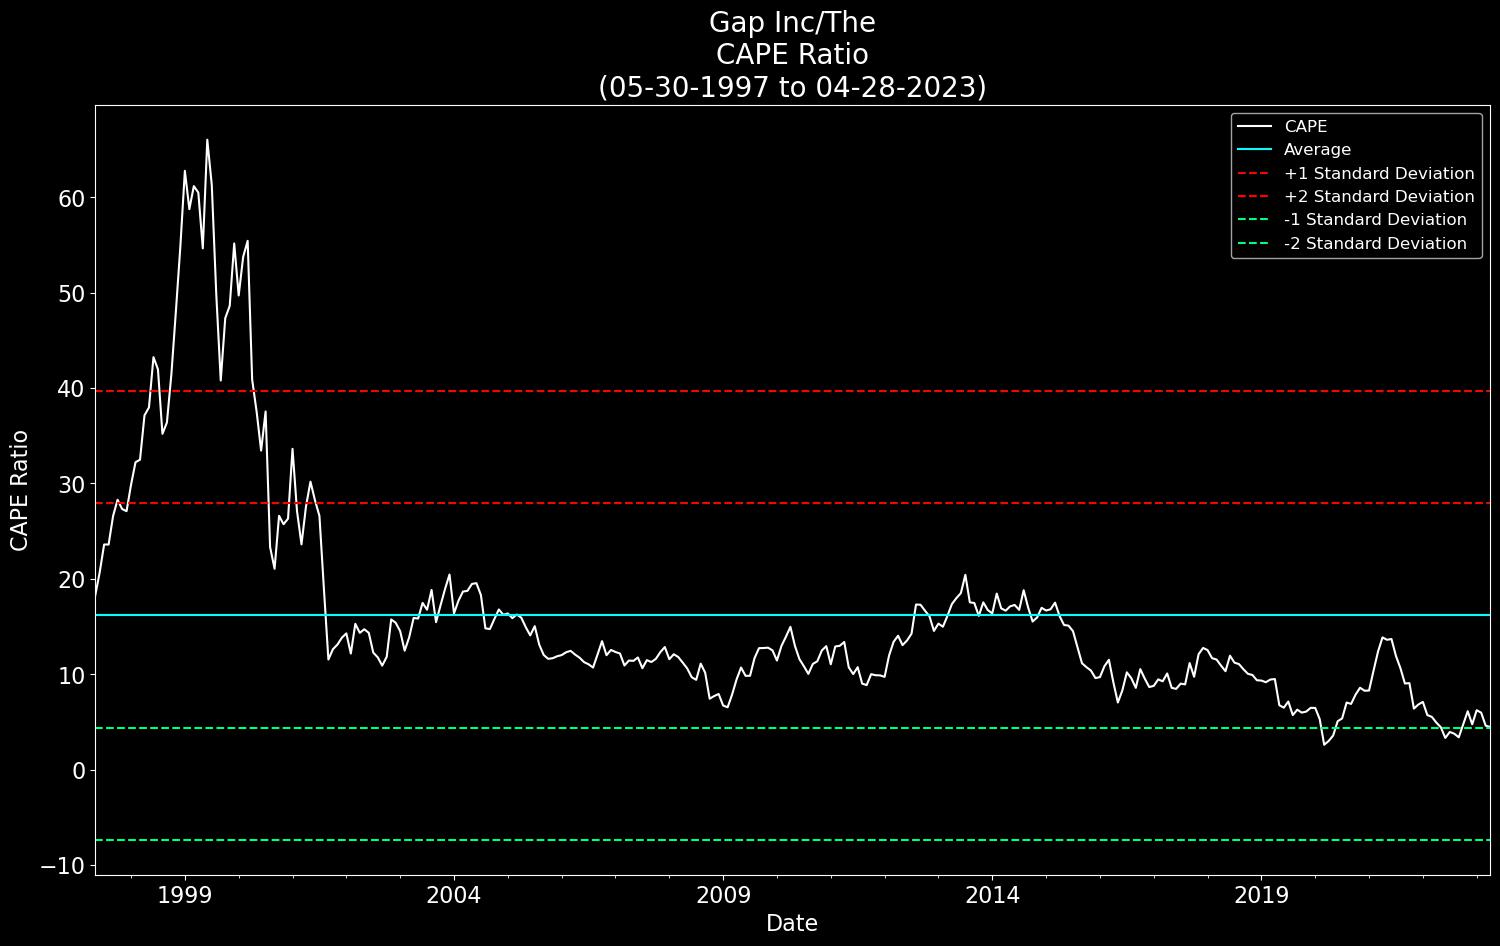 Gap Inc/The
CAPE Ratio
(05-30-1997 to 04-28-2023)
CAPE
Average
+1 Standard Deviation
+2 Standard Deviation
-1 Standard Deviation
-2 Standard Deviation
CAPE Ratio
60
50
40
30
20
10
0
−10
1999
2004
2009
2014
2019
Date